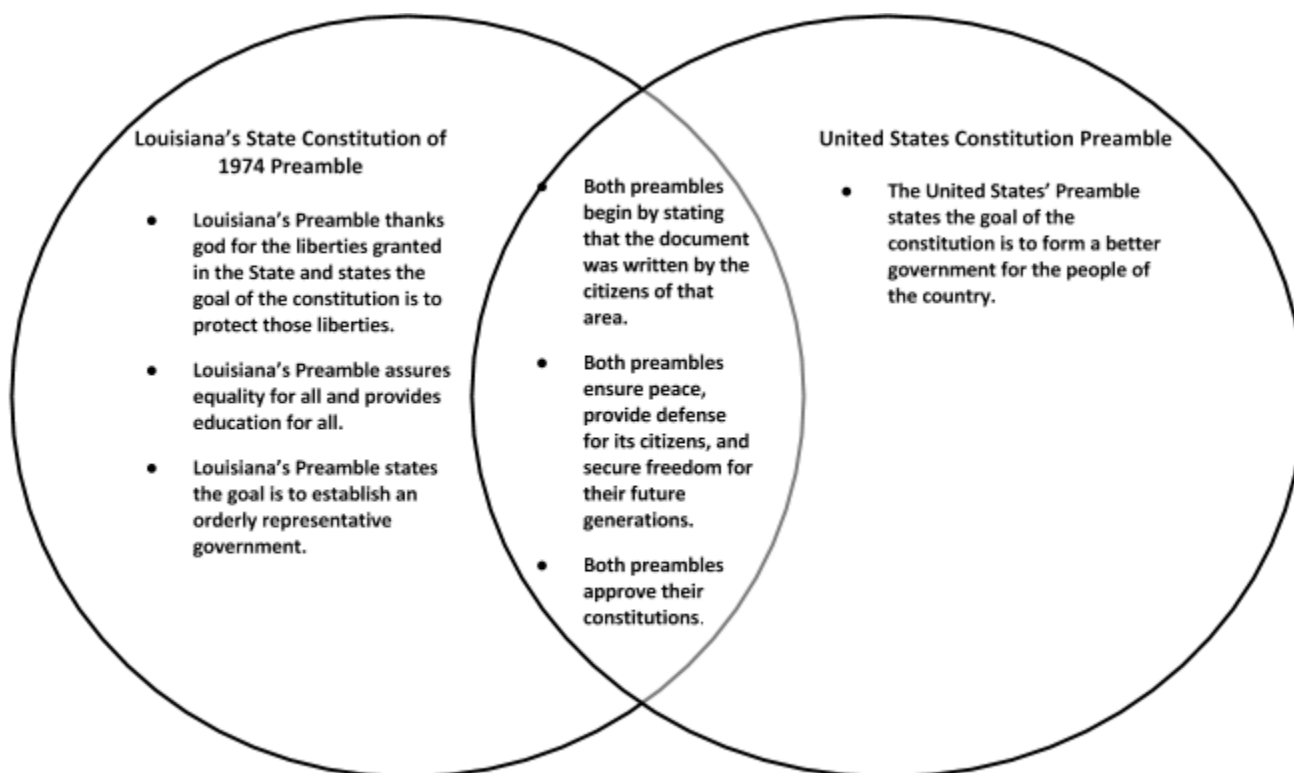 Louisiana's State Constitution of
1974 Preamble
● Louisiana's Preamble thanks
god for the liberties granted
in the State and states the
goal of the constitution is to
protect those liberties.
● Louisiana's Preamble assures
equality for all and provides
education for all.
● Louisiana's Preamble states
the goal is to establish an
orderly representative
government.
● Both preambles
begin by stating
that the document
was written by the
citizens of that
area.
● Both preambles
ensure peace,
provide defense
for its citizens, and
secure freedom for
their future
generations.
● Both preambles
approve their
constitutions.
United States Constitution Preamble
● The United States' Preamble
states the goal of the
constitution is to form a better
government for the people of
the country.